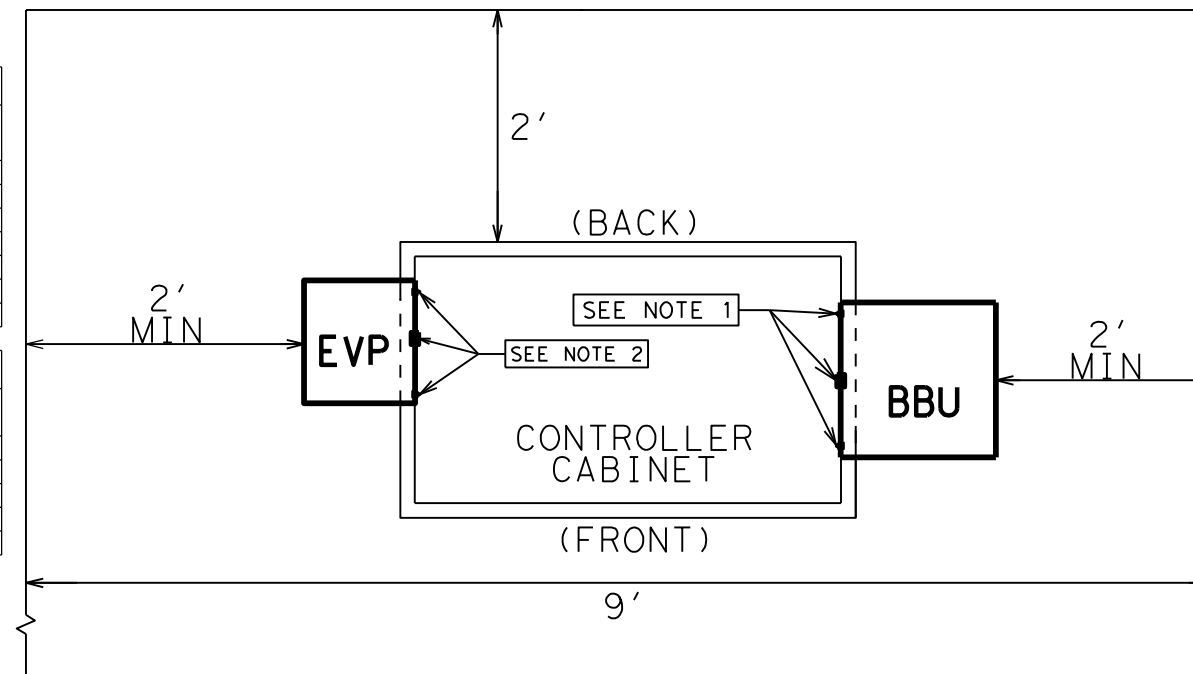 2'
(BACK)
2'
MIN
SEE NOTE 1
EVP
SEE NOTE 2
2'
MIN
BBU
CONTROLLER
CABINET
(FRONT)
9'